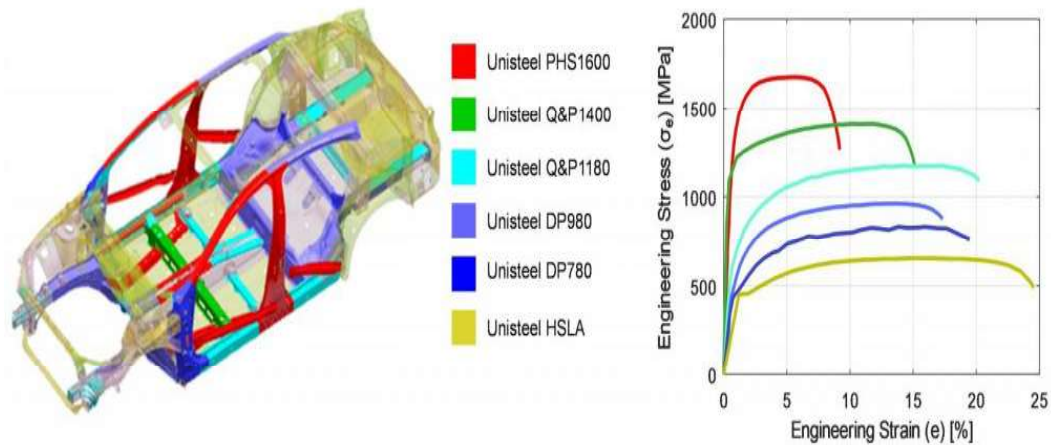 Unisteel PHS1600
Unisteel Q&P1400
Unisteel Q&P1180
Unisteel DP980
Unisteel DP780
Unisteel HSLA
Engineering Stress (σe) [MPa]
2000
1500
1000
500
0
0 5 10 15 20 25
Engineering Strain (e) [%]